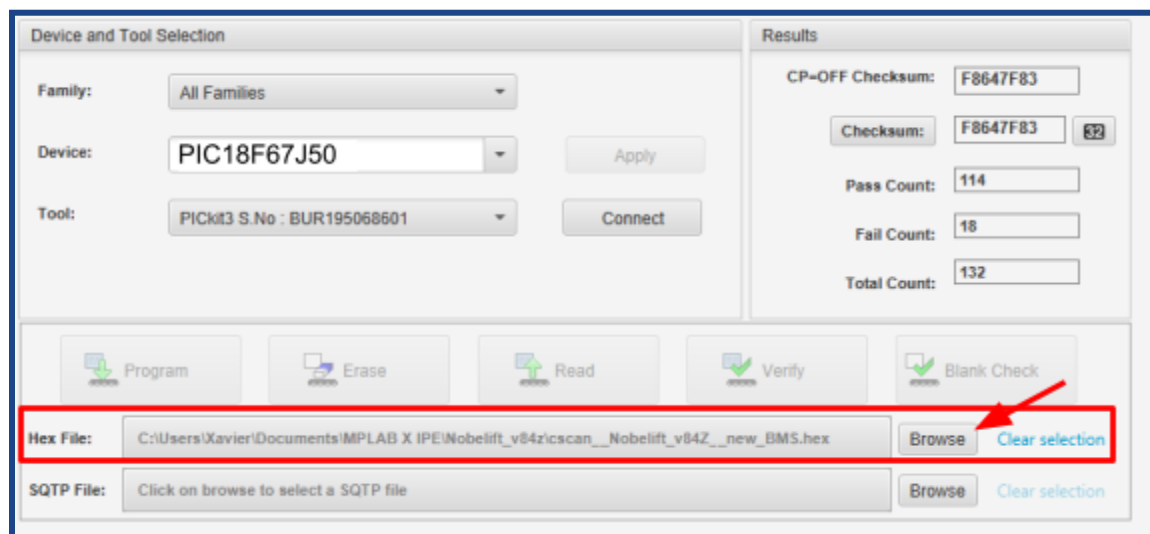 Device and Tool Selection
Family: All Families
Device: PIC18F67J50 Apply
Tool: PICkit3 S.No : BUR195068601 Connect
Results
CP-OFF Checksum: F8647F83
Checksum: F8647F83 32
Pass Count: 114
Fail Count: 18
Total Count: 132
Program Erase Read Verify Blank Check
Hex File: C:\Users\Xavier\Documents\MPLAB X IPE\Nobelift_v84z\cscan__Nobelift_v84Z__new_BMS.hex Browse Clear selection
SQTP File: Click on browse to select a SQTP file Browse Clear selection